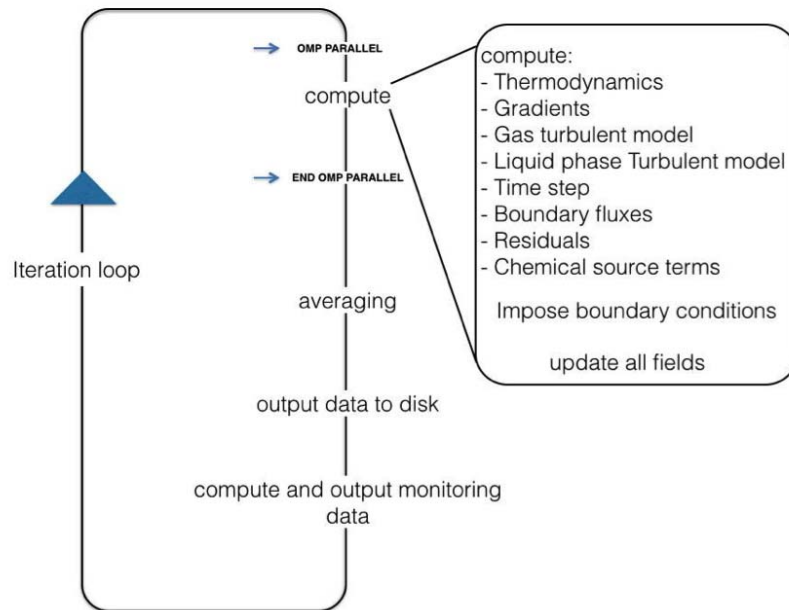 OMP PARALLEL
compute
END OMP PARALLEL
Iteration loop
averaging
output data to disk
compute and output monitoring
data
compute:
- Thermodynamics
- Gradients
- Gas turbulent model
- Liquid phase Turbulent model
- Time step
- Boundary fluxes
- Residuals
- Chemical source terms
Impose boundary conditions
update all fields